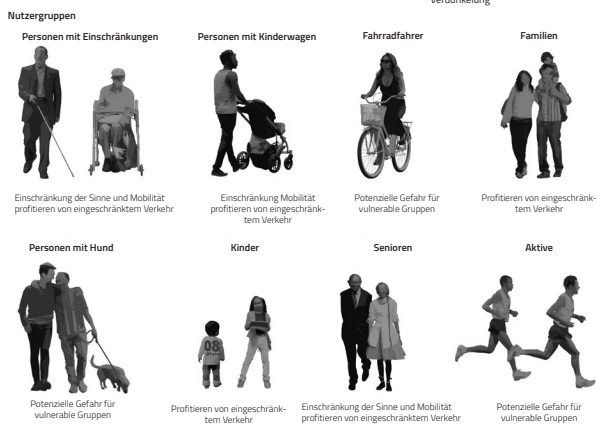 Verdunkelung
Nutzergruppen
Personen mit Einschränkungen
Personen mit Kinderwagen
Fahrradfahrer
Familien
Einschränkung der Sinne und Mobilität
profitieren von eingeschränktem Verkehr
Einschränkung Mobilität
profitieren von eingeschränk-
tem Verkehr
Potenzielle Gefahr für
vulnerable Gruppen
Profitieren von eingeschränk-
tem Verkehr
Personen mit Hund
Kinder
Senioren
Aktive
08
Potenzielle Gefahr für
vulnerable Gruppen
Profitieren von eingeschränk-
tem Verkehr
Einschränkung der Sinne und Mobilität
profitieren von eingeschränktem Verkehr
Potenzielle Gefahr für
vulnerable Gruppen